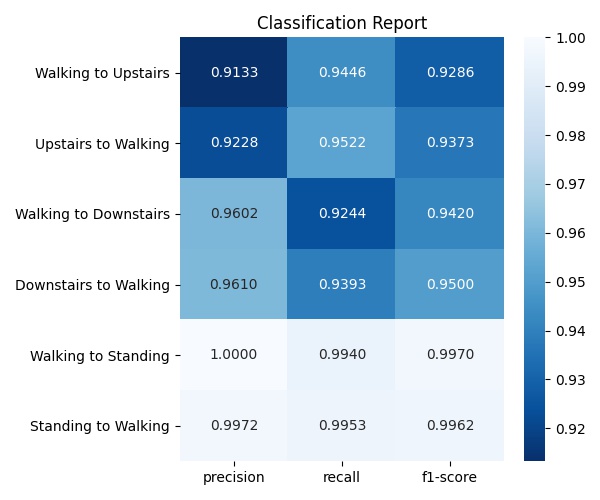 Classification Report
Walking to Upstairs 0.9133 0.9446 0.9286
Upstairs to Walking 0.9228 0.9522 0.9373
Walking to Downstairs 0.9602 0.9244 0.9420
Downstairs to Walking 0.9610 0.9393 0.9500
Walking to Standing 1.0000 0.9940 0.9970
Standing to Walking 0.9972 0.9953 0.9962
precision recall f1-score
1.00
0.99
0.98
0.97
0.96
0.95
0.94
0.93
0.92